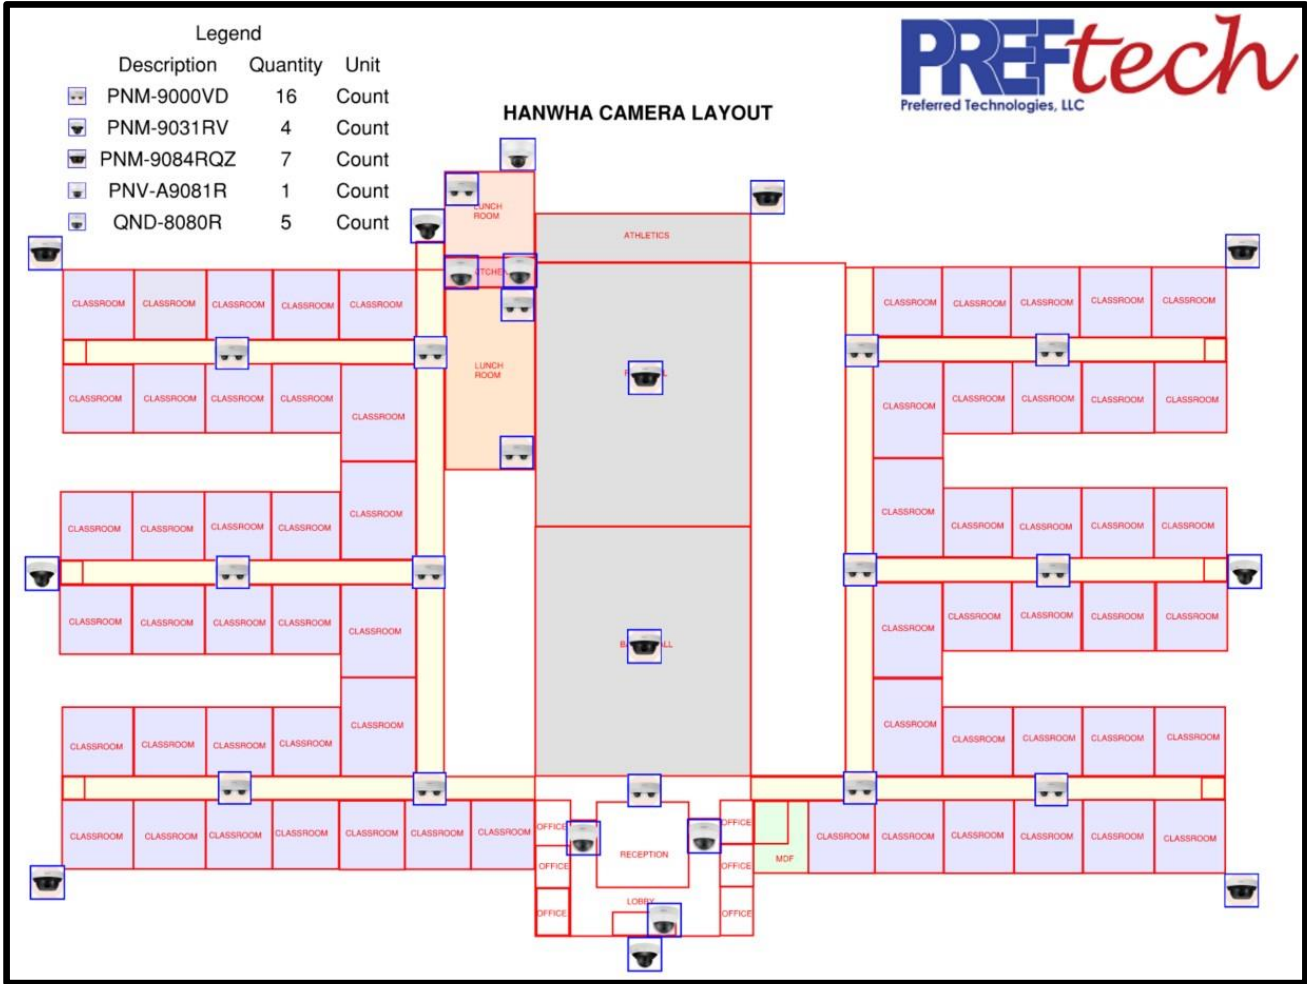 PREFtech
Preferred Technologies, LLC
Legend
Description Quantity Unit
PNM-9000VD 16 Count
PNM-9031RV 4 Count
PNM-9084RQZ 7 Count
PNV-A9081R 1 Count
QND-8080R 5 Count
HANWHA CAMERA LAYOUT
LUNCH
ROOM
ATHLETICS
CLASSROOM CLASSROOM CLASSROOM CLASSROOM CLASSROOM
CLASSROOM CLASSROOM CLASSROOM CLASSROOM CLASSROOM
LUNCH
ROOM
CLASSROOM CLASSROOM CLASSROOM CLASSROOM CLASSROOM
CLASSROOM CLASSROOM CLASSROOM CLASSROOM CLASSROOM
CLASSROOM CLASSROOM CLASSROOM CLASSROOM CLASSROOM
CLASSROOM CLASSROOM CLASSROOM CLASSROOM CLASSROOM
CLASSROOM CLASSROOM CLASSROOM CLASSROOM CLASSROOM
CLASSROOM CLASSROOM CLASSROOM CLASSROOM CLASSROOM
CLASSROOM CLASSROOM CLASSROOM CLASSROOM CLASSROOM
CLASSROOM CLASSROOM CLASSROOM CLASSROOM CLASSROOM
CLASSROOM CLASSROOM CLASSROOM CLASSROOM CLASSROOM CLASSROOM CLASSROOM OFFICE OFFICE CLASSROOM CLASSROOM CLASSROOM CLASSROOM CLASSROOM CLASSROOM
OFFICE RECEPTION OFFICE MDF
LOBBY
OFFICE OFFICE